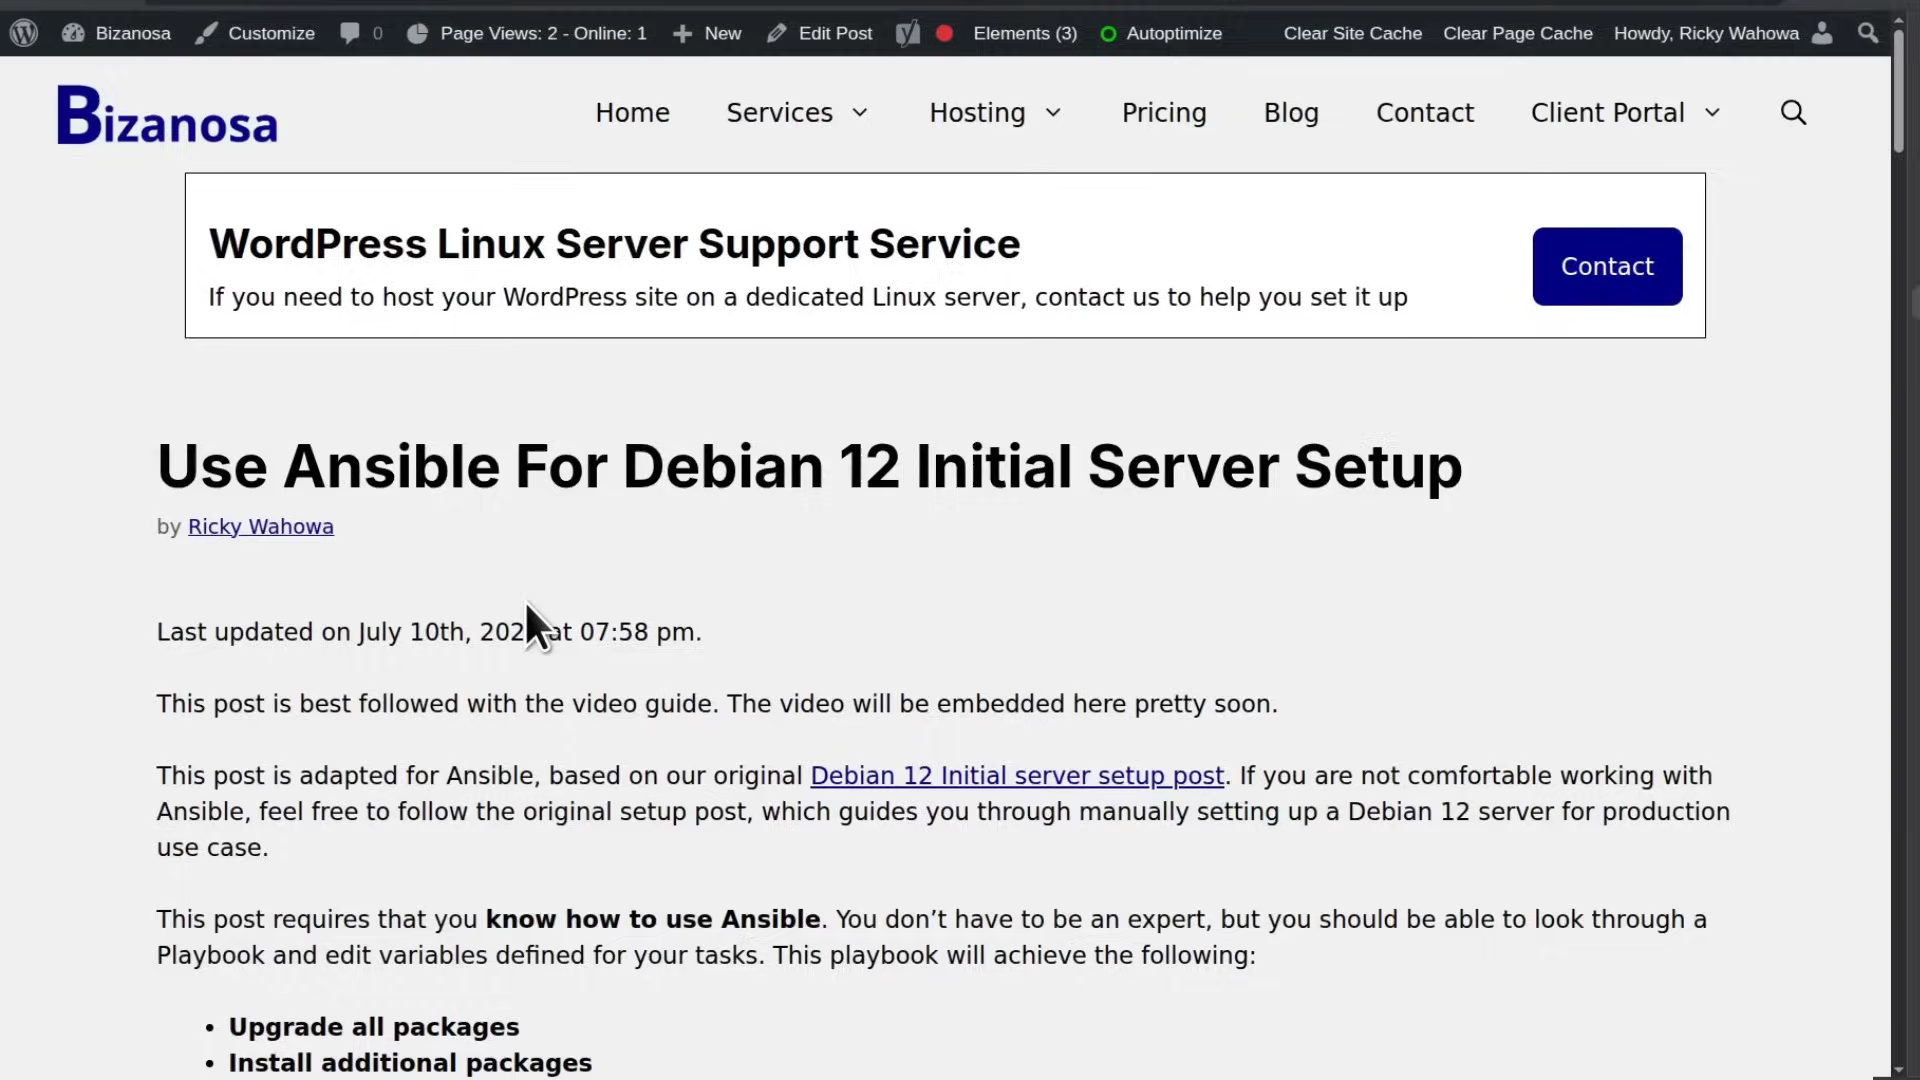 Bizanosa Customize 0 Page Views: 2 - Online: 1 + New Edit Post Elements (3) Autoptimize Clear Site Cache Clear Page Cache Howdy, Ricky Wahowa
Bizanosa Home Services Hosting Pricing Blog Contact Client Portal
WordPress Linux Server Support Service
If you need to host your WordPress site on a dedicated Linux server, contact us to help you set it up
Contact
Use Ansible For Debian 12 Initial Server Setup
by Ricky Wahowa
Last updated on July 10th, at 07:58 pm.
This post is best followed with the video guide. The video will be embedded here pretty soon.
This post is adapted for Ansible, based on our original Debian 12 Initial server setup post. If you are not comfortable working with
Ansible, feel free to follow the original setup post, which guides you through manually setting up a Debian 12 server for production
use case.
This post requires that you know how to use Ansible. You don’t have to be an expert, but you should be able to look through a
Playbook and edit variables defined for your tasks. This playbook will achieve the following:
• Upgrade all packages
• Install additional packages